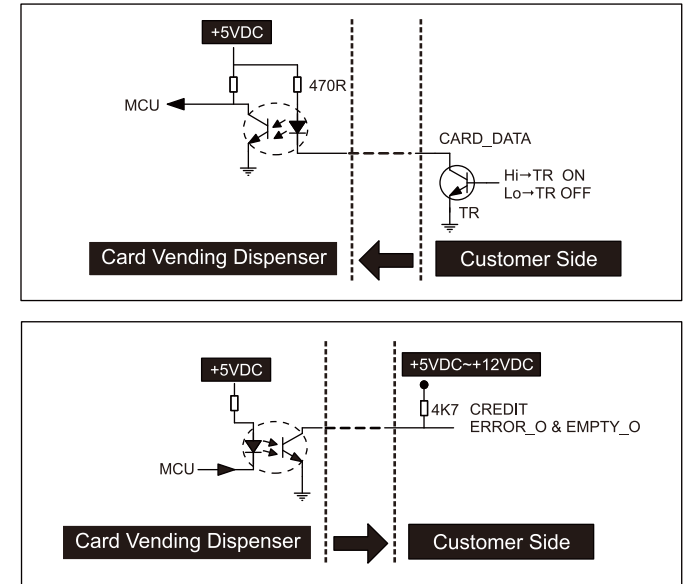 +5VDC
470R
MCU
CARD_DATA
Hi→TR ON
Lo→TR OFF
TR
Card Vending Dispenser
Customer Side
+5VDC
+5VDC~+12VDC
4K7 CREDIT
ERROR_O & EMPTY_O
MCU
Card Vending Dispenser
Customer Side